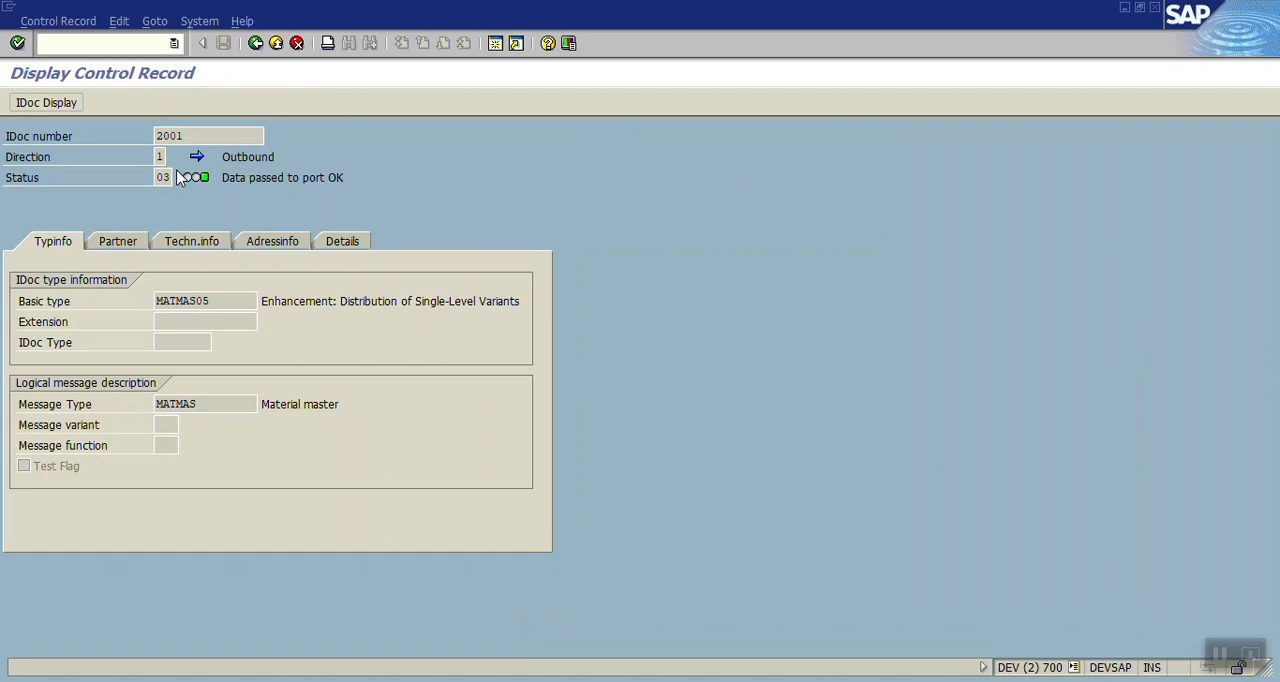 Control Record Edit Goto System Help
SAP
Display Control Record
IDoc Display
IDoc number 2001
Direction 1 Outbound
Status 03 Data passed to port OK
Typinfo Partner Techn.info Adressinfo Details
IDoc type information
Basic type MATMAS05 Enhancement: Distribution of Single-Level Variants
Extension
IDoc Type
Logical message description
Message Type MATMAS Material master
Message variant
Message function
Test Flag
DEV (2) 700 DEVSAP INS